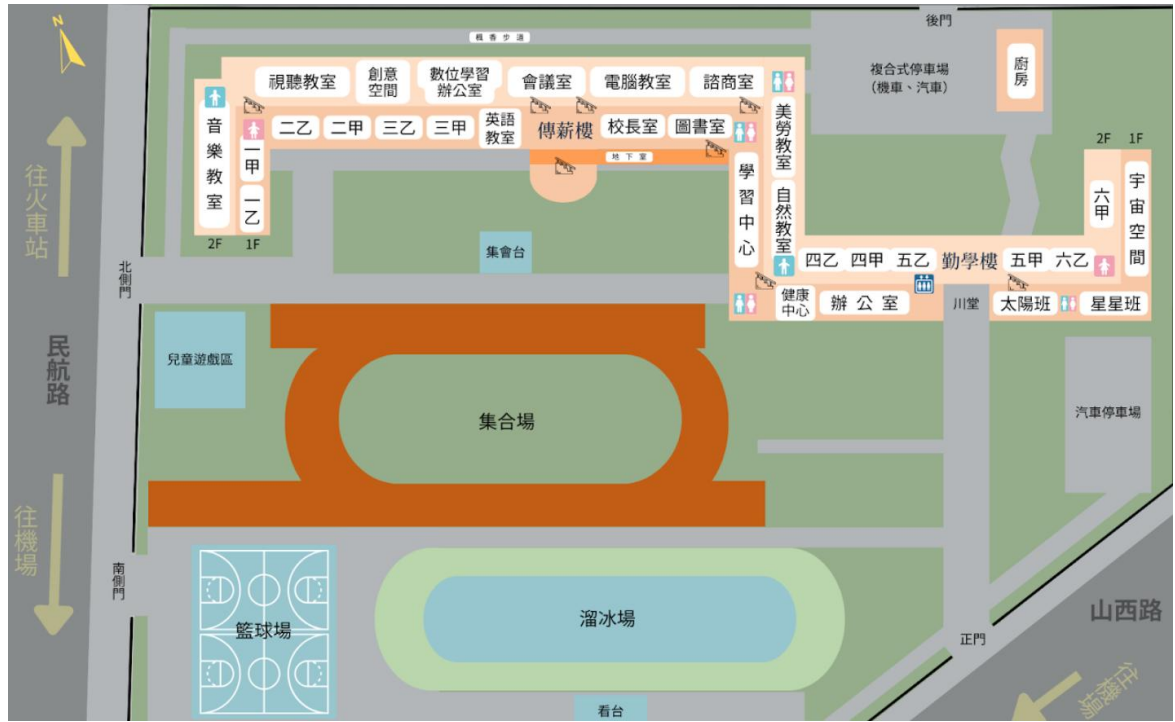 N
後門
楓香步道
視聽教室
創意
空間
數位學習
辦公室
會議室
電腦教室
諮商室
複合式停車場
(機車、汽車)
廚房
音樂教室
二乙
二甲
三乙
三甲
英語
教室
傳薪樓
校長室
圖書室
美勞教室
一甲
一乙
地下室
學習中心
自然教室
2F
1F
六甲
宇宙空間
2F
1F
往火車站
北側門
集會台
四乙
四甲
五乙
勤學樓
五甲
六乙
健康
中心
辦公室
川堂
太陽班
星星班
民航路
兒童遊戲區
集合場
汽車停車場
往機場
南側門
籃球場
溜冰場
正門
山西路
往機場
看台